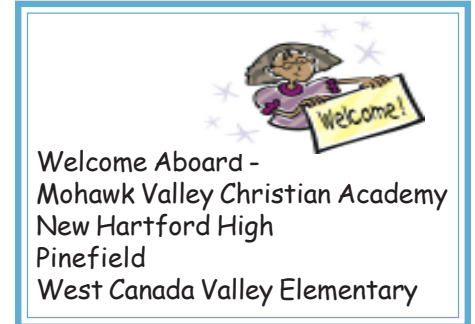 Welcome!
Welcome Aboard -
Mohawk Valley Christian Academy
New Hartford High
Pinefield
West Canada Valley Elementary